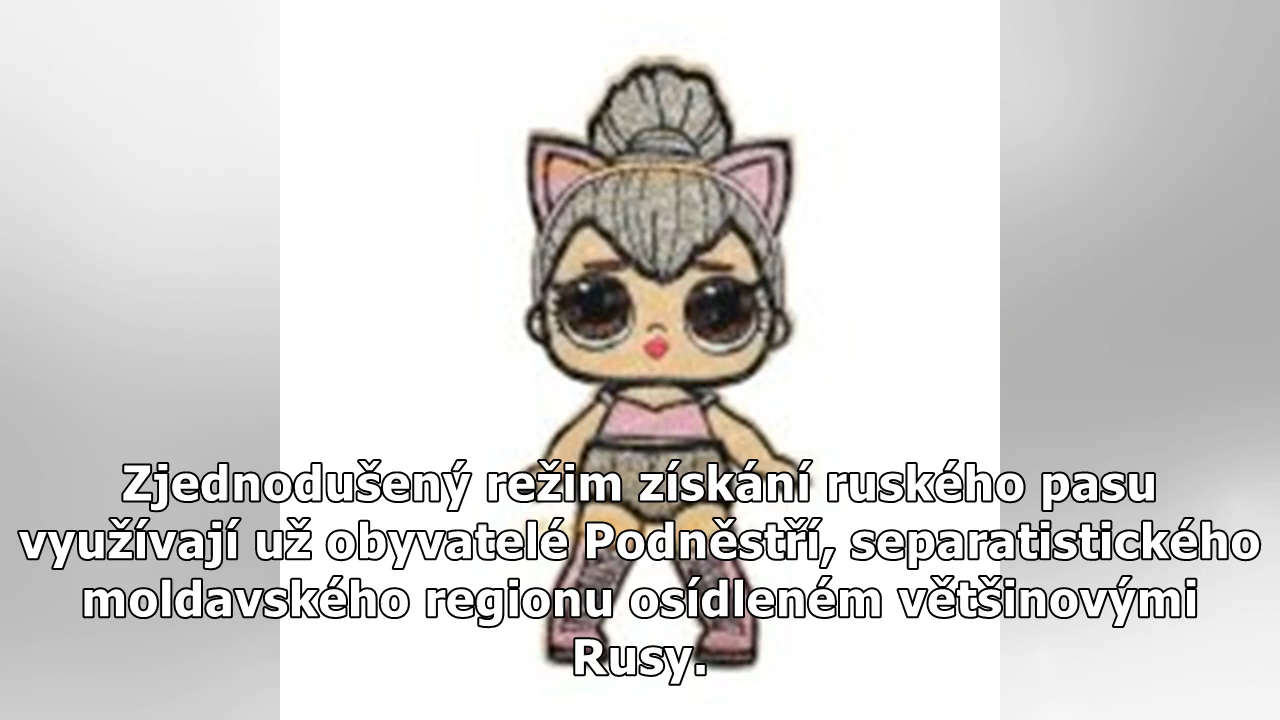 Zjednodušený režim získání ruského pasu
využívají už obyvatelé Podněstří, separatistického
moldavského regionu osídleném většinovými
Rusy.